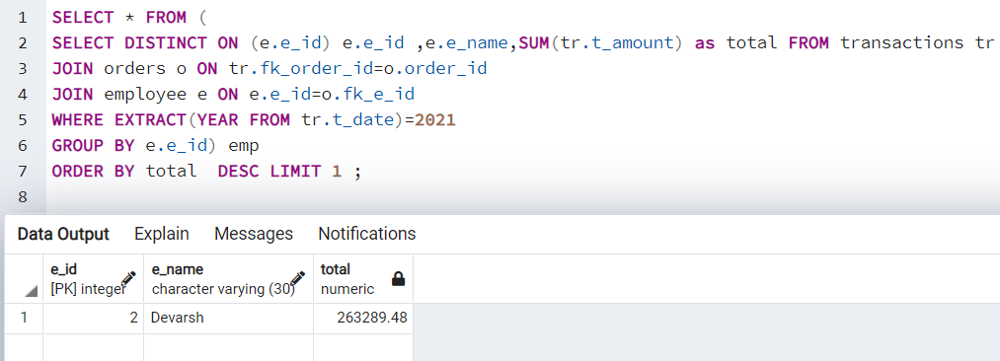 1 SELECT * FROM (
2 SELECT DISTINCT ON (e.e_id) e.e_id ,e.e_name,SUM(tr.t_amount) as total FROM transactions tr
3 JOIN orders o ON tr.fk_order_id=o.order_id
4 JOIN employee e ON e.e_id=o.fk_e_id
5 WHERE EXTRACT(YEAR FROM tr.t_date)=2021
6 GROUP BY e.e_id) emp
7 ORDER BY total  DESC LIMIT 1 ;
8
Data Output Explain Messages Notifications
e_id e_name total
[PK] integer character varying (30) numeric
1 2 Devarsh 263289.48